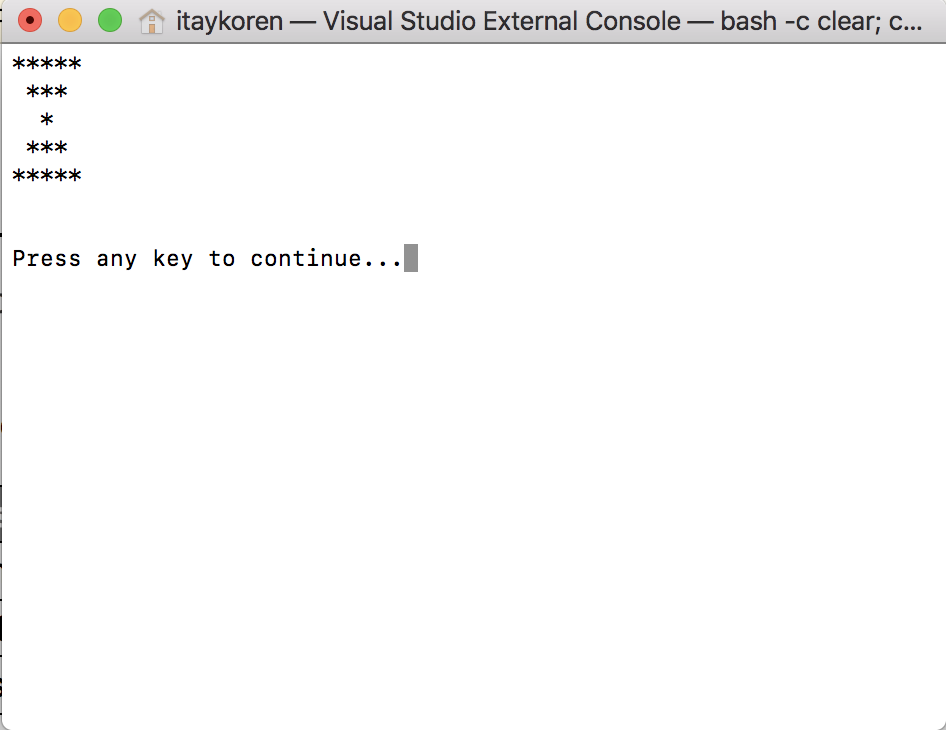 itaykoren — Visual Studio External Console — bash -c clear; c...
*****
 ***
  *
 ***
*****
Press any key to continue...